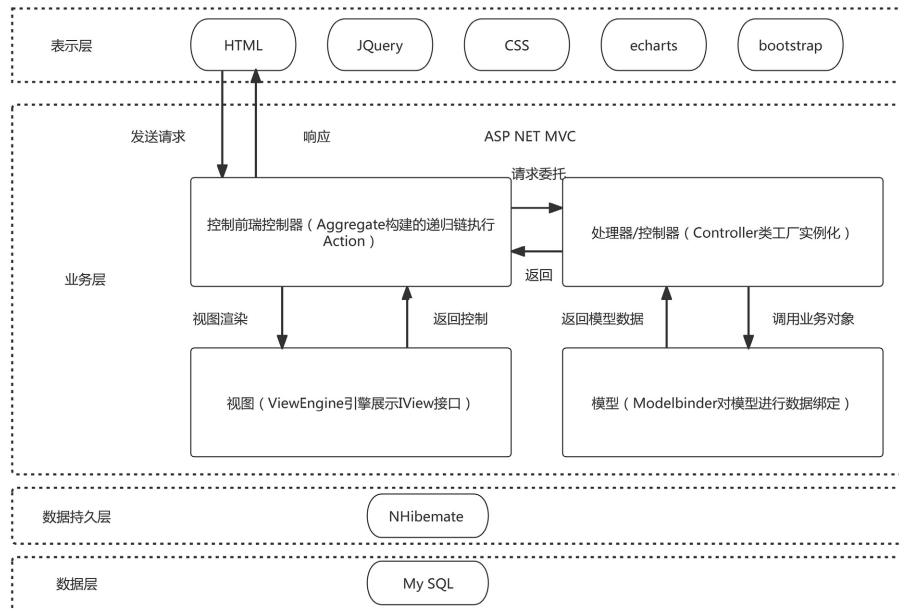 表示层
HTML
JQuery
CSS
echarts
bootstrap
发送请求
响应
ASP NET MVC
请求委托
控制前瑞控制器（Aggregate构建的递归链执行
Action）
处理器/控制器（Controller类工厂实例化）
返回
业务层
视图渲染
返回控制
返回模型数据
调用业务对象
视图（ViewEngine引擎展示IView接口）
模型（Modelbinder对模型进行数据绑定）
数据持久层
NHibemate
数据层
My SQL